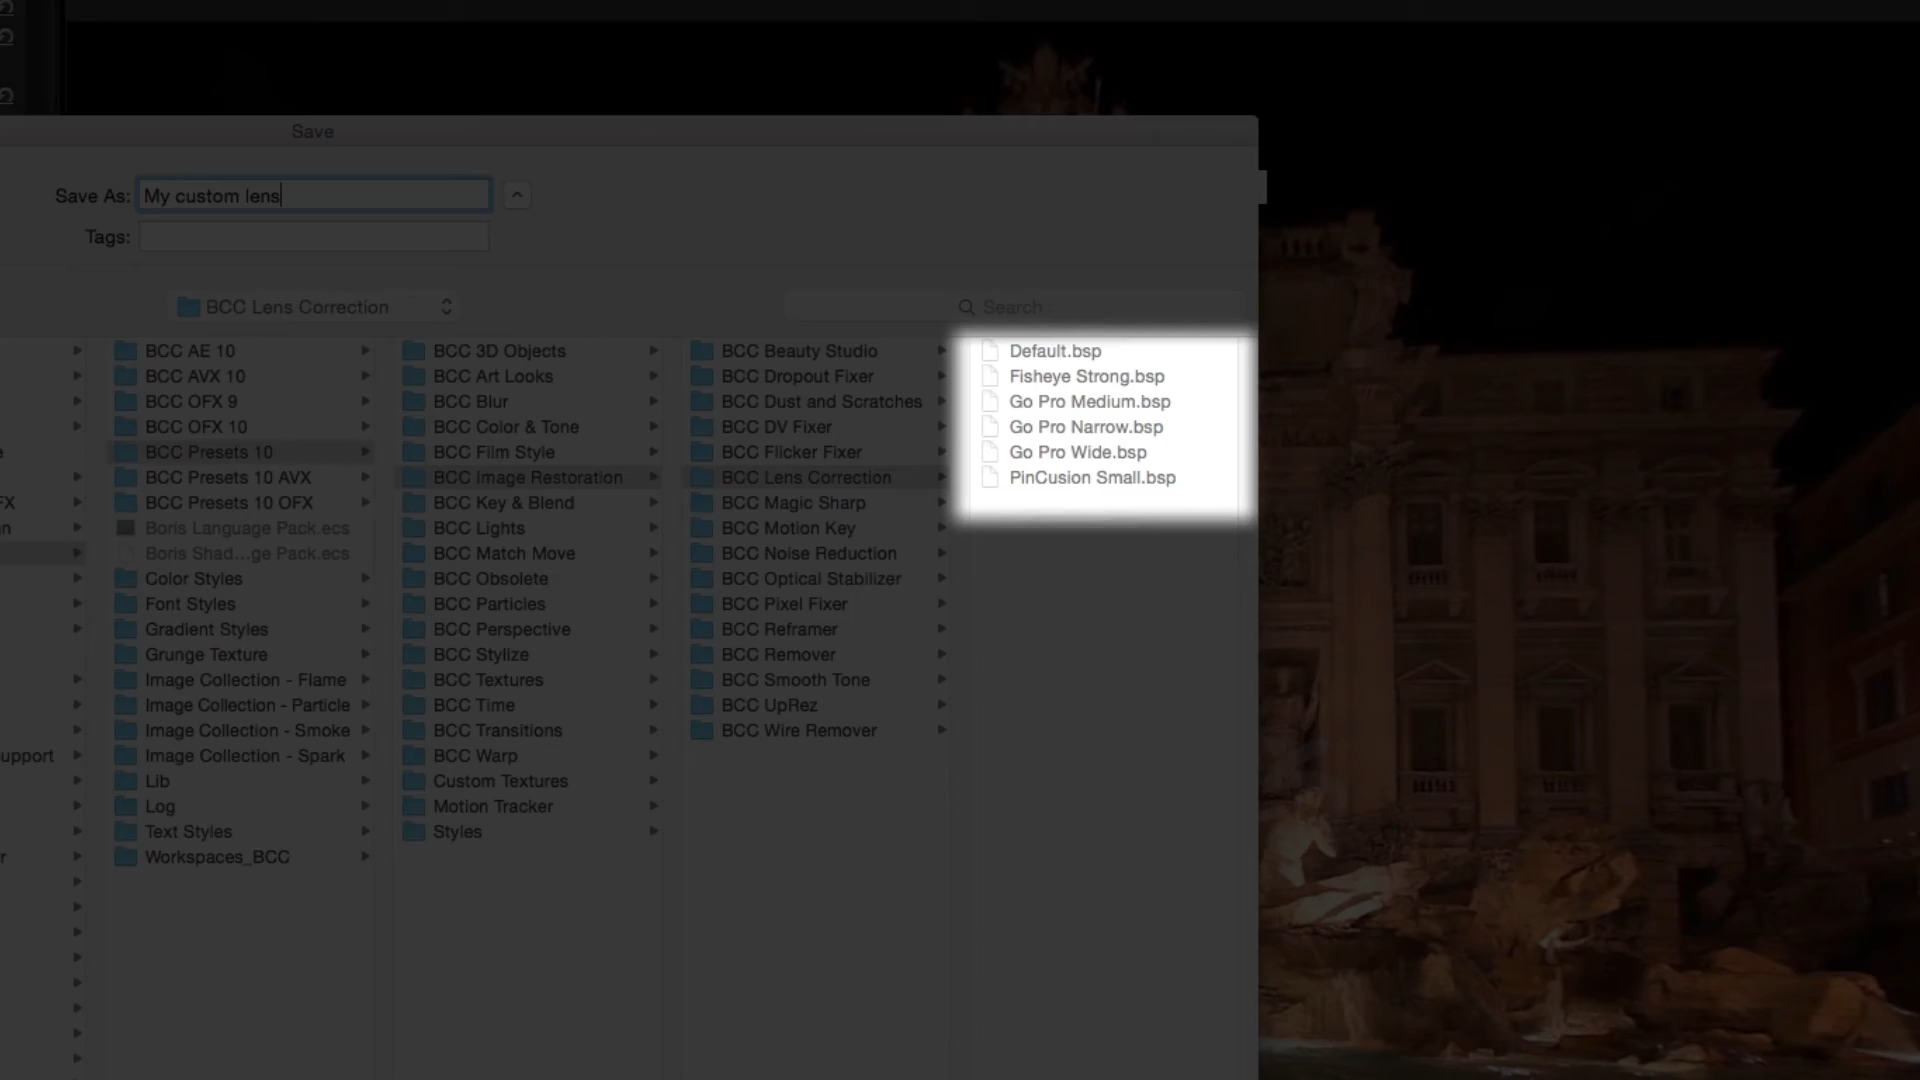 Save
Save As: My custom lens
Tags:
BCC Lens Correction
Search
BCC AE 10
BCC AVX 10
BCC OFX 9
BCC OFX 10
BCC Presets 10
BCC Presets 10 AVX
BCC Presets 10 OFX
Boris Language Pack.ecs
Boris Shad...ge Pack.ecs
Color Styles
Font Styles
Gradient Styles
Grunge Texture
Image Collection - Flame
Image Collection - Particle
Image Collection - Smoke
Image Collection - Spark
Lib
Log
Text Styles
Workspaces_BCC
BCC 3D Objects
BCC Art Looks
BCC Blur
BCC Color & Tone
BCC Film Style
BCC Image Restoration
BCC Key & Blend
BCC Lights
BCC Match Move
BCC Obsolete
BCC Particles
BCC Perspective
BCC Stylize
BCC Textures
BCC Time
BCC Transitions
BCC Warp
Custom Textures
Motion Tracker
Styles
BCC Beauty Studio
BCC Dropout Fixer
BCC Dust and Scratches
BCC DV Fixer
BCC Flicker Fixer
BCC Lens Correction
BCC Magic Sharp
BCC Motion Key
BCC Noise Reduction
BCC Optical Stabilizer
BCC Pixel Fixer
BCC Reframer
BCC Remover
BCC Smooth Tone
BCC UpRez
BCC Wire Remover
Default.bsp
Fisheye Strong.bsp
Go Pro Medium.bsp
Go Pro Narrow.bsp
Go Pro Wide.bsp
PinCusion Small.bsp